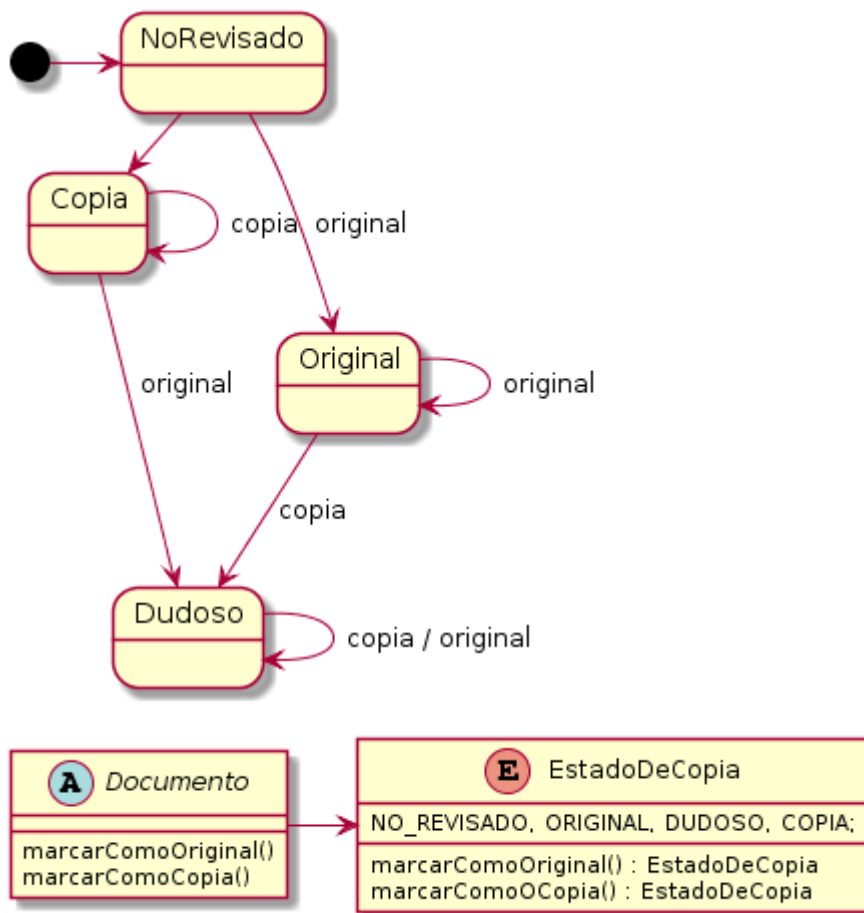 NoRevisado
Copia
copia
original
Original
original
original
copia
Dudoso
copia / original
A Documento
marcarComoOriginal()
marcarComoCopia()
E EstadoDeCopia
NO_REVISADO, ORIGINAL, DUDOSO, COPIA;
marcarComoOriginal() : EstadoDeCopia
marcarComoOCopia() : EstadoDeCopia